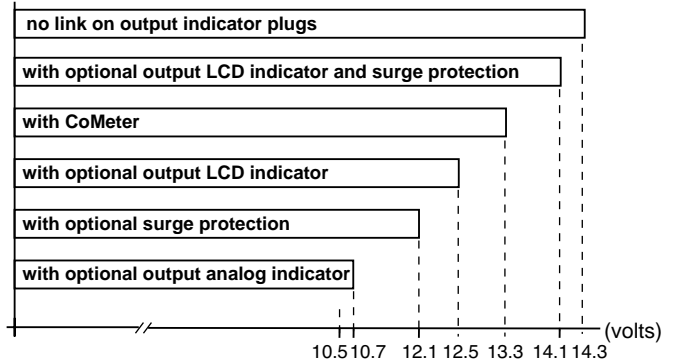 no link on output indicator plugs
with optional output LCD indicator and surge protection
with CoMeter
with optional output LCD indicator
with optional surge protection
with optional output analog indicator
(volts)
10.5 10.7 12.1 12.5 13.3 14.1 14.3